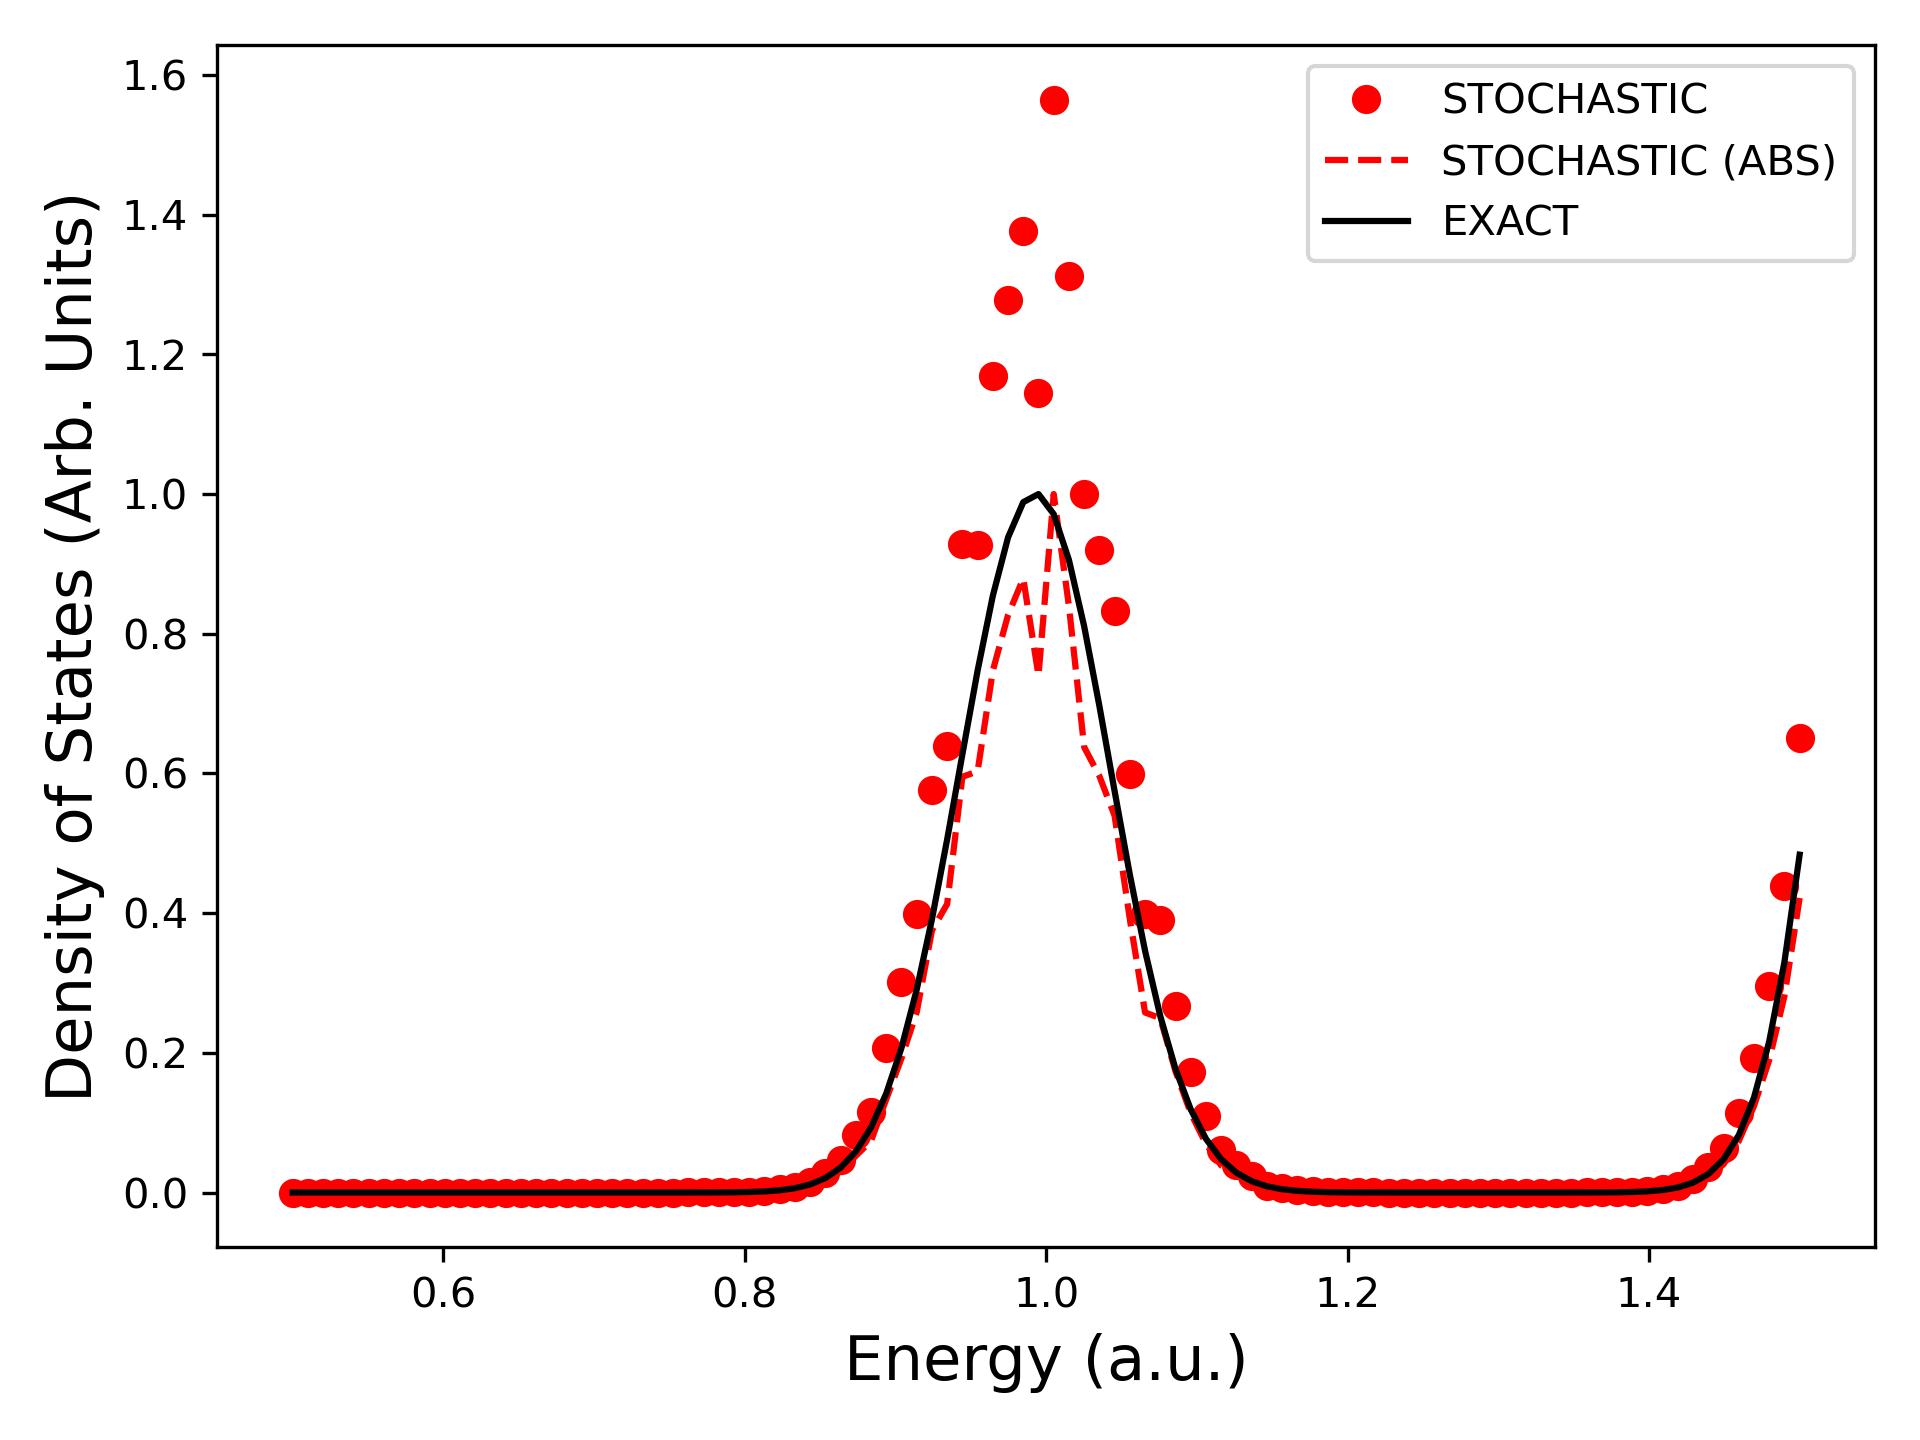 STOCHASTIC
STOCHASTIC (ABS)
EXACT
Density of States (Arb. Units)
1.6
1.4
1.2
1.0
0.8
0.6
0.4
0.2
0.0
0.6 0.8 1.0 1.2 1.4
Energy (a.u.)